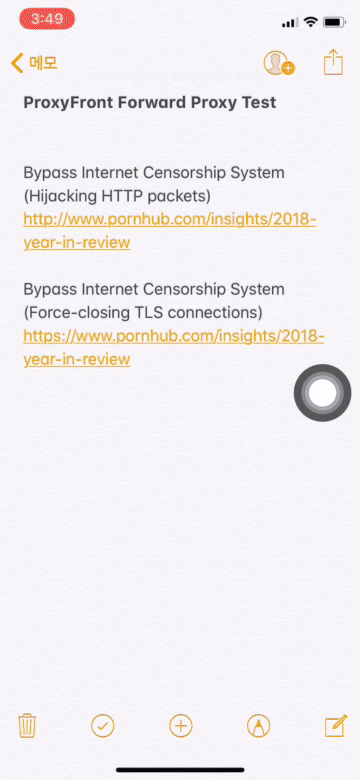 3:49
메모
ProxyFront Forward Proxy Test
Bypass Internet Censorship System
(Hijacking HTTP packets)
http://www.pornhub.com/insights/2018-
year-in-review
Bypass Internet Censorship System
(Force-closing TLS connections)
https://www.pornhub.com/insights/2018-
year-in-review